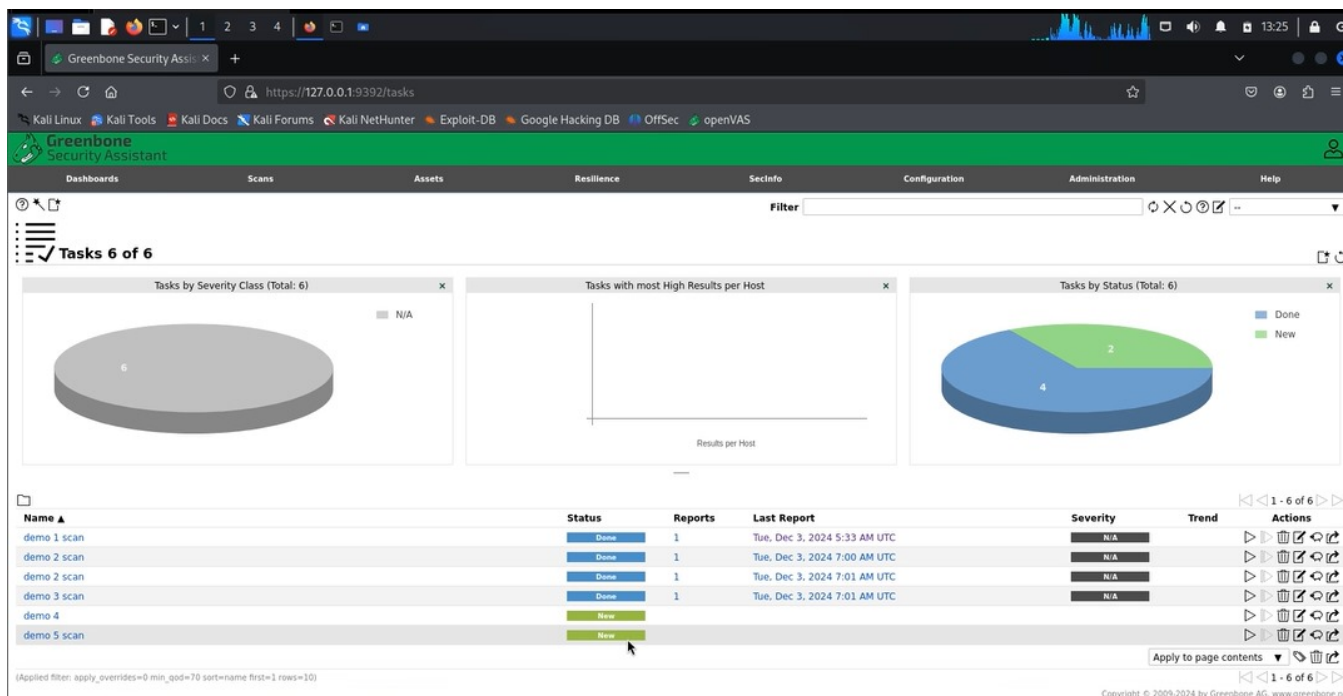 1 2 3 4 13:25
Greenbone Security Assis
https://127.0.0.1:9392/tasks
Kali Linux Kali Tools Kali Docs Kali Forums Kali NetHunter Exploit-DB Google Hacking DB OffSec openVAS
Greenbone
Security Assistant
Dashboards Scans Assets Resilience SecInfo Configuration Administration Help
Filter --
Tasks 6 of 6
Tasks by Severity Class (Total: 6) Tasks with most High Results per Host Tasks by Status (Total: 6)
N/A Done
New
6 2
4
Results per Host
1 - 6 of 6
Name ▲ Status Reports Last Report Severity Trend Actions
demo 1 scan Done 1 Tue, Dec 3, 2024 5:33 AM UTC N/A
demo 2 scan Done 1 Tue, Dec 3, 2024 7:00 AM UTC N/A
demo 2 scan Done 1 Tue, Dec 3, 2024 7:01 AM UTC N/A
demo 3 scan Done 1 Tue, Dec 3, 2024 7:01 AM UTC N/A
demo 4 New
demo 5 scan New
Apply to page contents ▼
(Applied filter: apply_overrides=0 min_qod=70 sort=name first=1 rows=10) 1 - 6 of 6
Copyright © 2009-2024 by Greenbone AG, www.greenbone